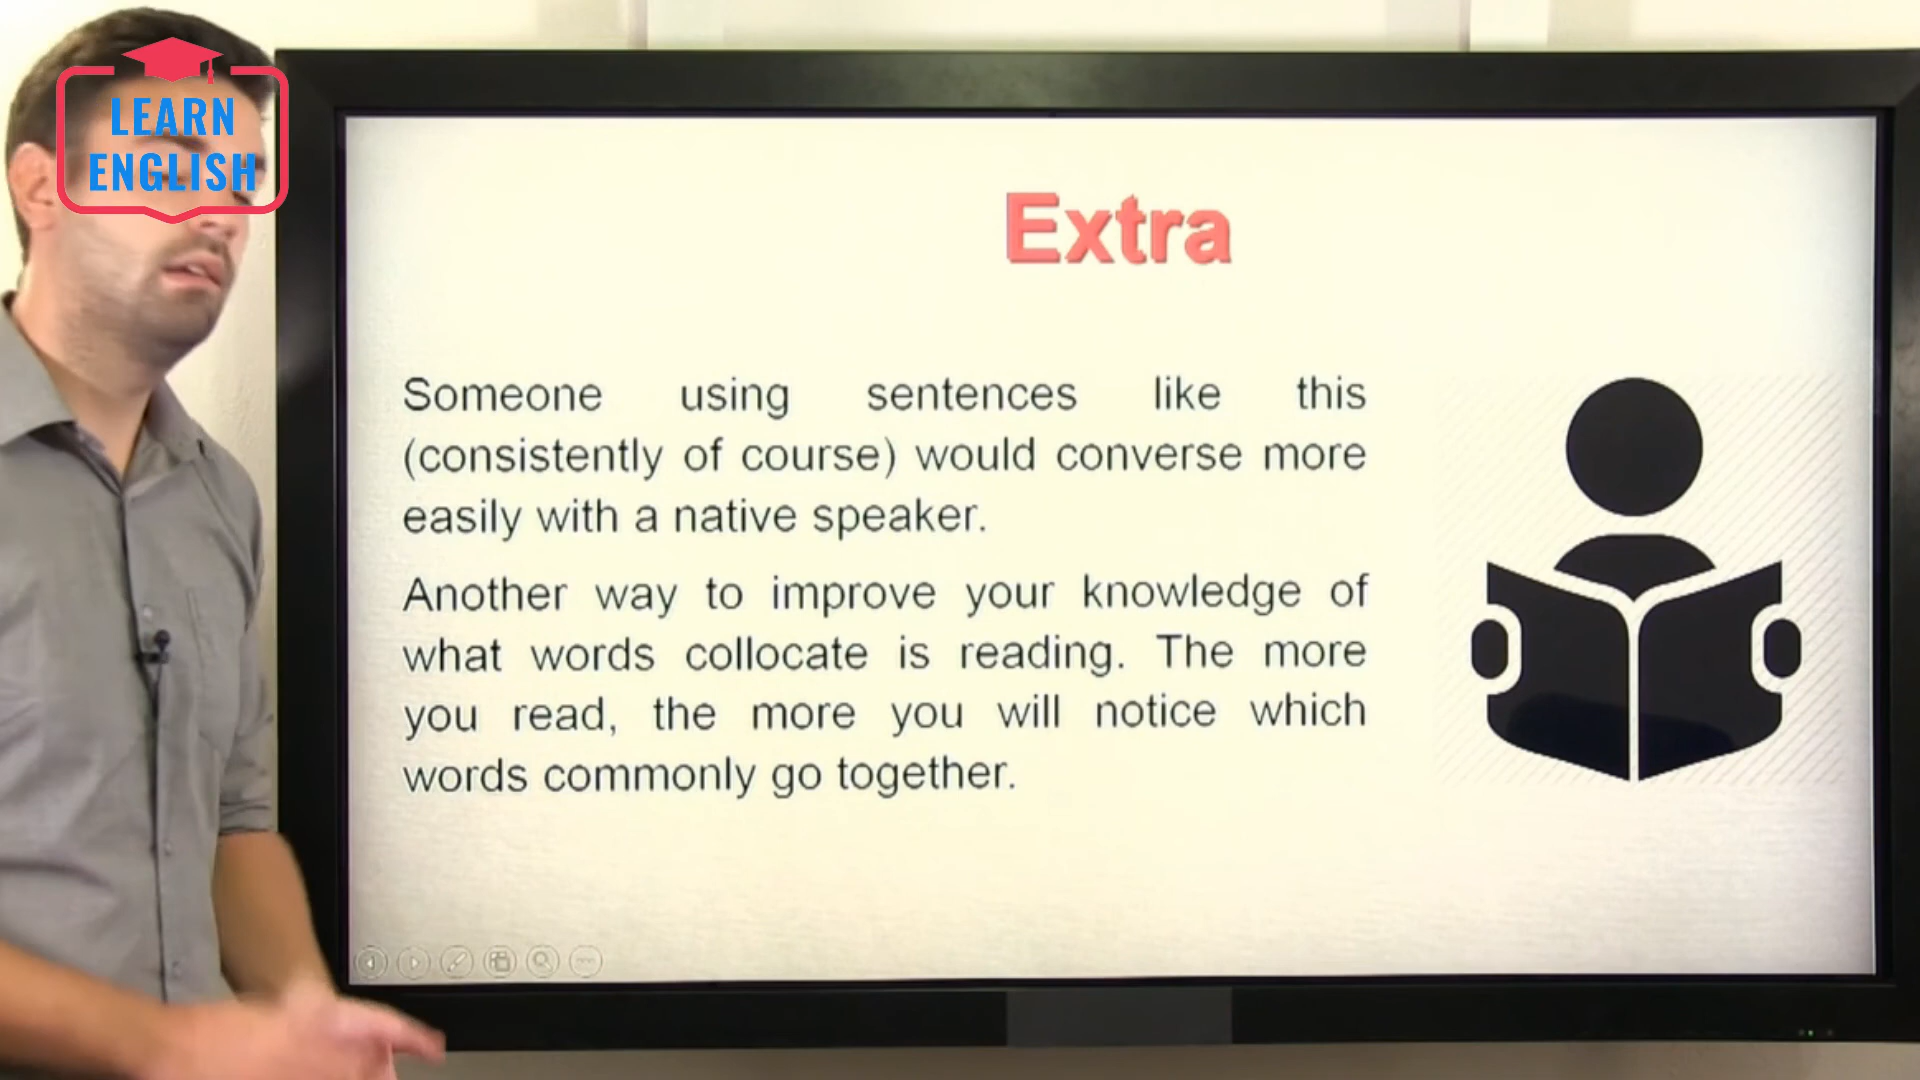 LEARN
ENGLISH
Extra
Someone using sentences like this
(consistently of course) would converse more
easily with a native speaker.
Another way to improve your knowledge of
what words collocate is reading. The more
you read, the more you will notice which
words commonly go together.